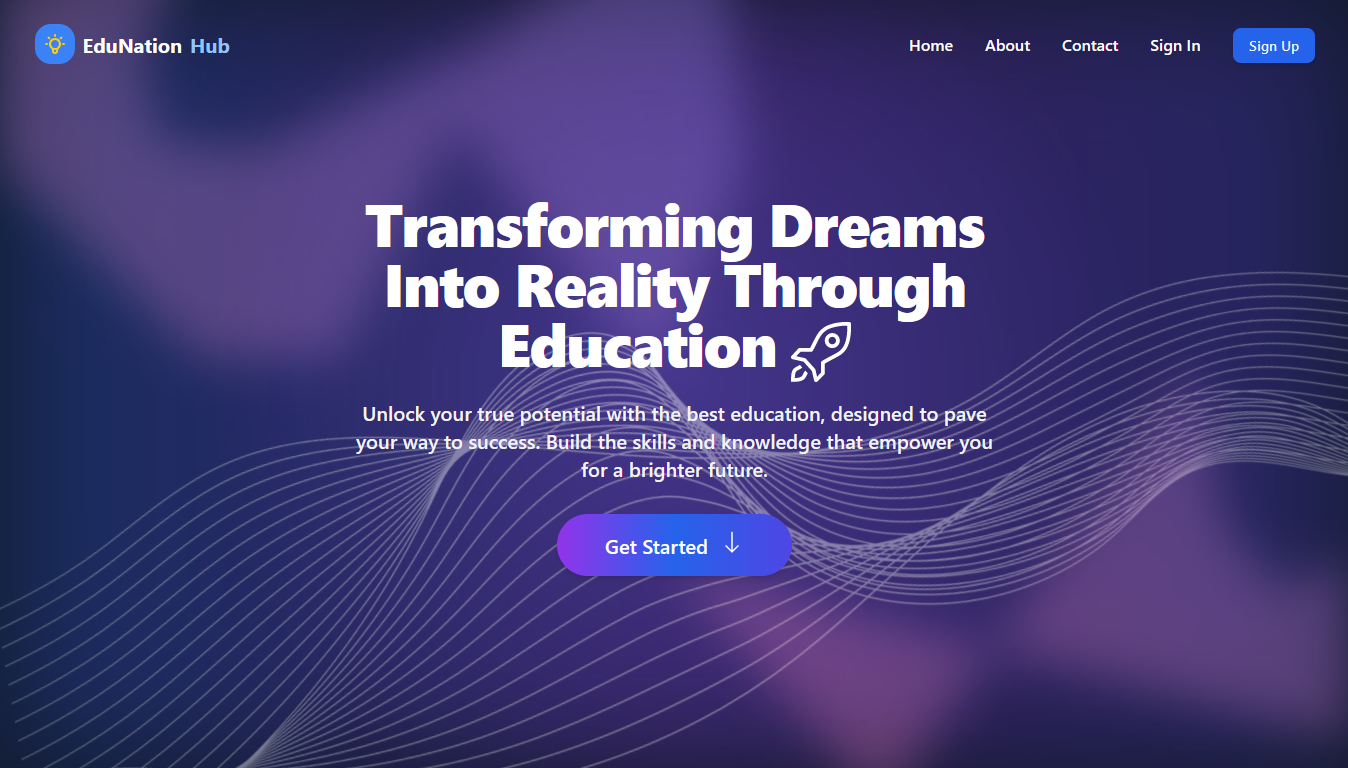 EduNation Hub
Home
About
Contact
Sign In
Sign Up
Transforming Dreams
Into Reality Through
Education
Unlock your true potential with the best education, designed to pave
your way to success. Build the skills and knowledge that empower you
for a brighter future.
Get Started